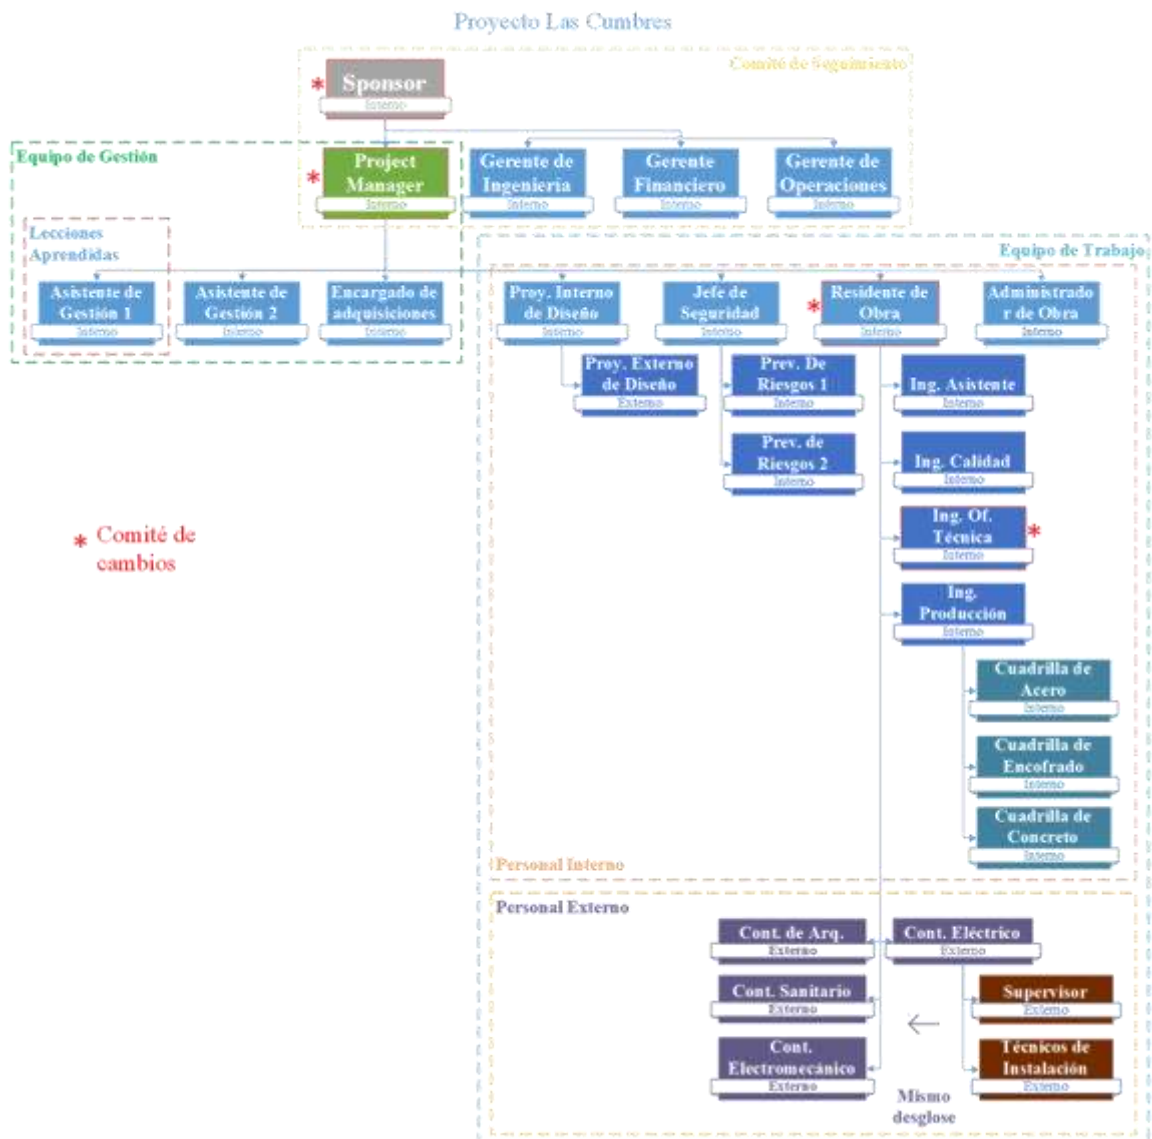 Proyecto Las Cumbres
Comité de Seguimiento
* Sponsor
Interno
Equipo de Gestión
* Project
Manager
Interno
Gerente de
Ingeniería
Interno
Gerente
Financiero
Interno
Gerente de
Operaciones
Interno
Lecciones
Aprendidas
Equipo de Trabajo
Asistente de
Gestión 1
Interno
Asistente de
Gestión 2
Interno
Encargado de
adquisiciones
Interno
Proy. Interno
de Diseño
Interno
Jefe de
Seguridad
Interno
* Residente de
Obra
Interno
Administrado
r de Obra
Interno
Proy. Externo
de Diseño
Externo
Prev. De
Riesgos 1
Interno
Ing. Asistente
Interno
Prev. de
Riesgos 2
Interno
Ing. Calidad
Interno
* Comité de
cambios
Ing. Of.
Técnica *
Interno
Ing.
Producción
Interno
Cuadrilla de
Acero
Interno
Cuadrilla de
Encofrado
Interno
Cuadrilla de
Concreto
Interno
Personal Interno
Personal Externo
Cont. de Arq.
Externo
Cont. Eléctrico
Externo
Cont. Sanitario
Externo
Supervisor
Externo
Cont.
Electromecánico
Externo
Técnicos de
Instalación
Externo
←
Mismo
desglose